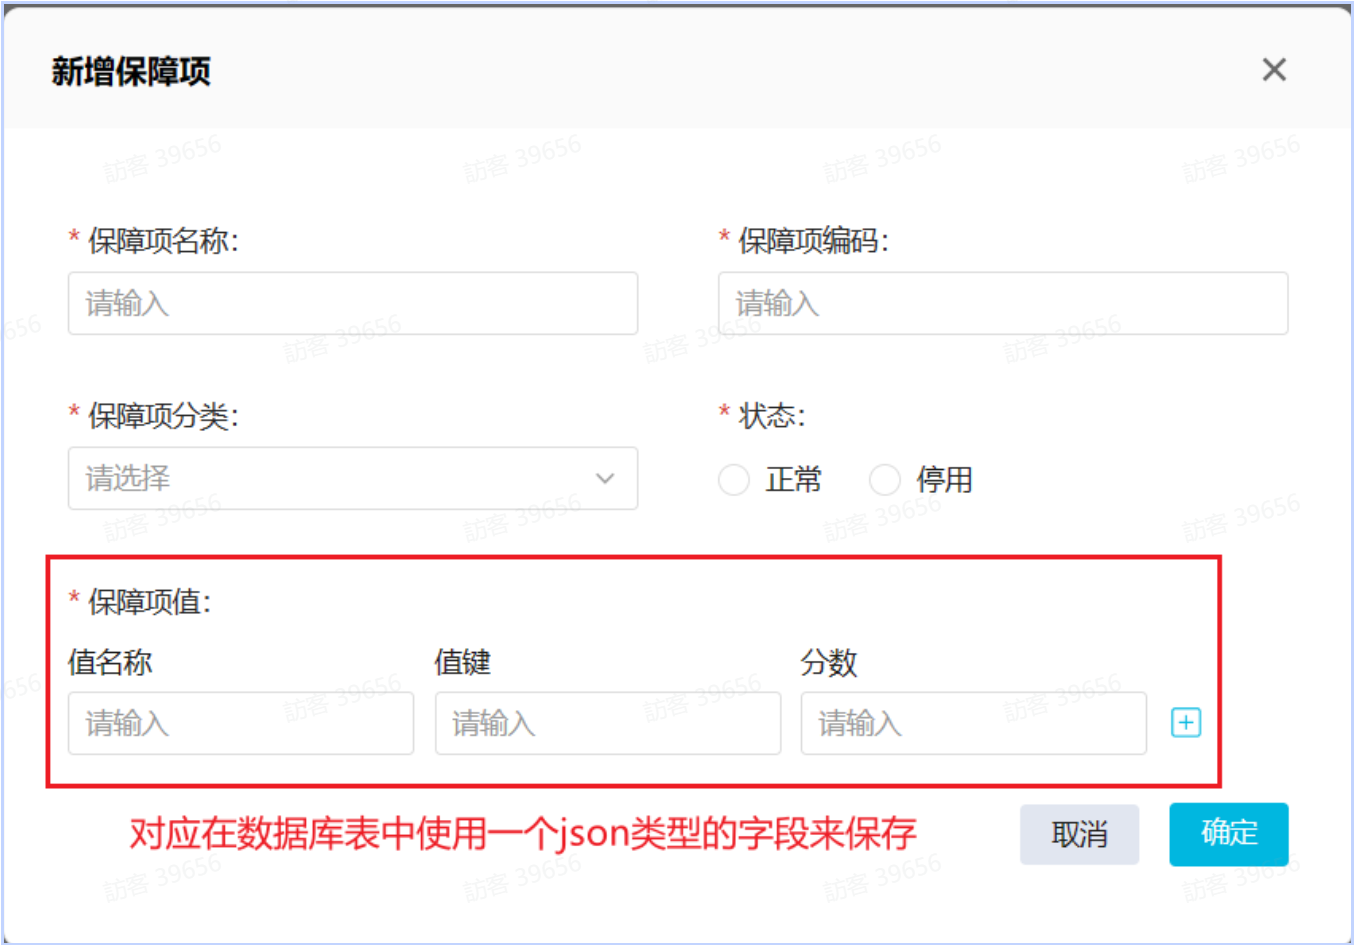 新增保障项
訪客 39656 訪客 39656 訪客 39656 訪客 39656
* 保障项名称: * 保障项编码:
请输入 请输入
656 訪客 39656 訪客 39656 訪客 39656
* 保障项分类: * 状态:
请选择 正常 停用
訪客 39656 訪客 39656 訪客 39656 訪客 39656
* 保障项值:
值名称 值键 分数
656 訪客 39656 訪客 39656 訪客 39656
请输入 请输入 请输入
对应在数据库表中使用一个json类型的字段来保存 取消 确定
訪客 39656 訪客 39656 訪客 39656 訪客 39656